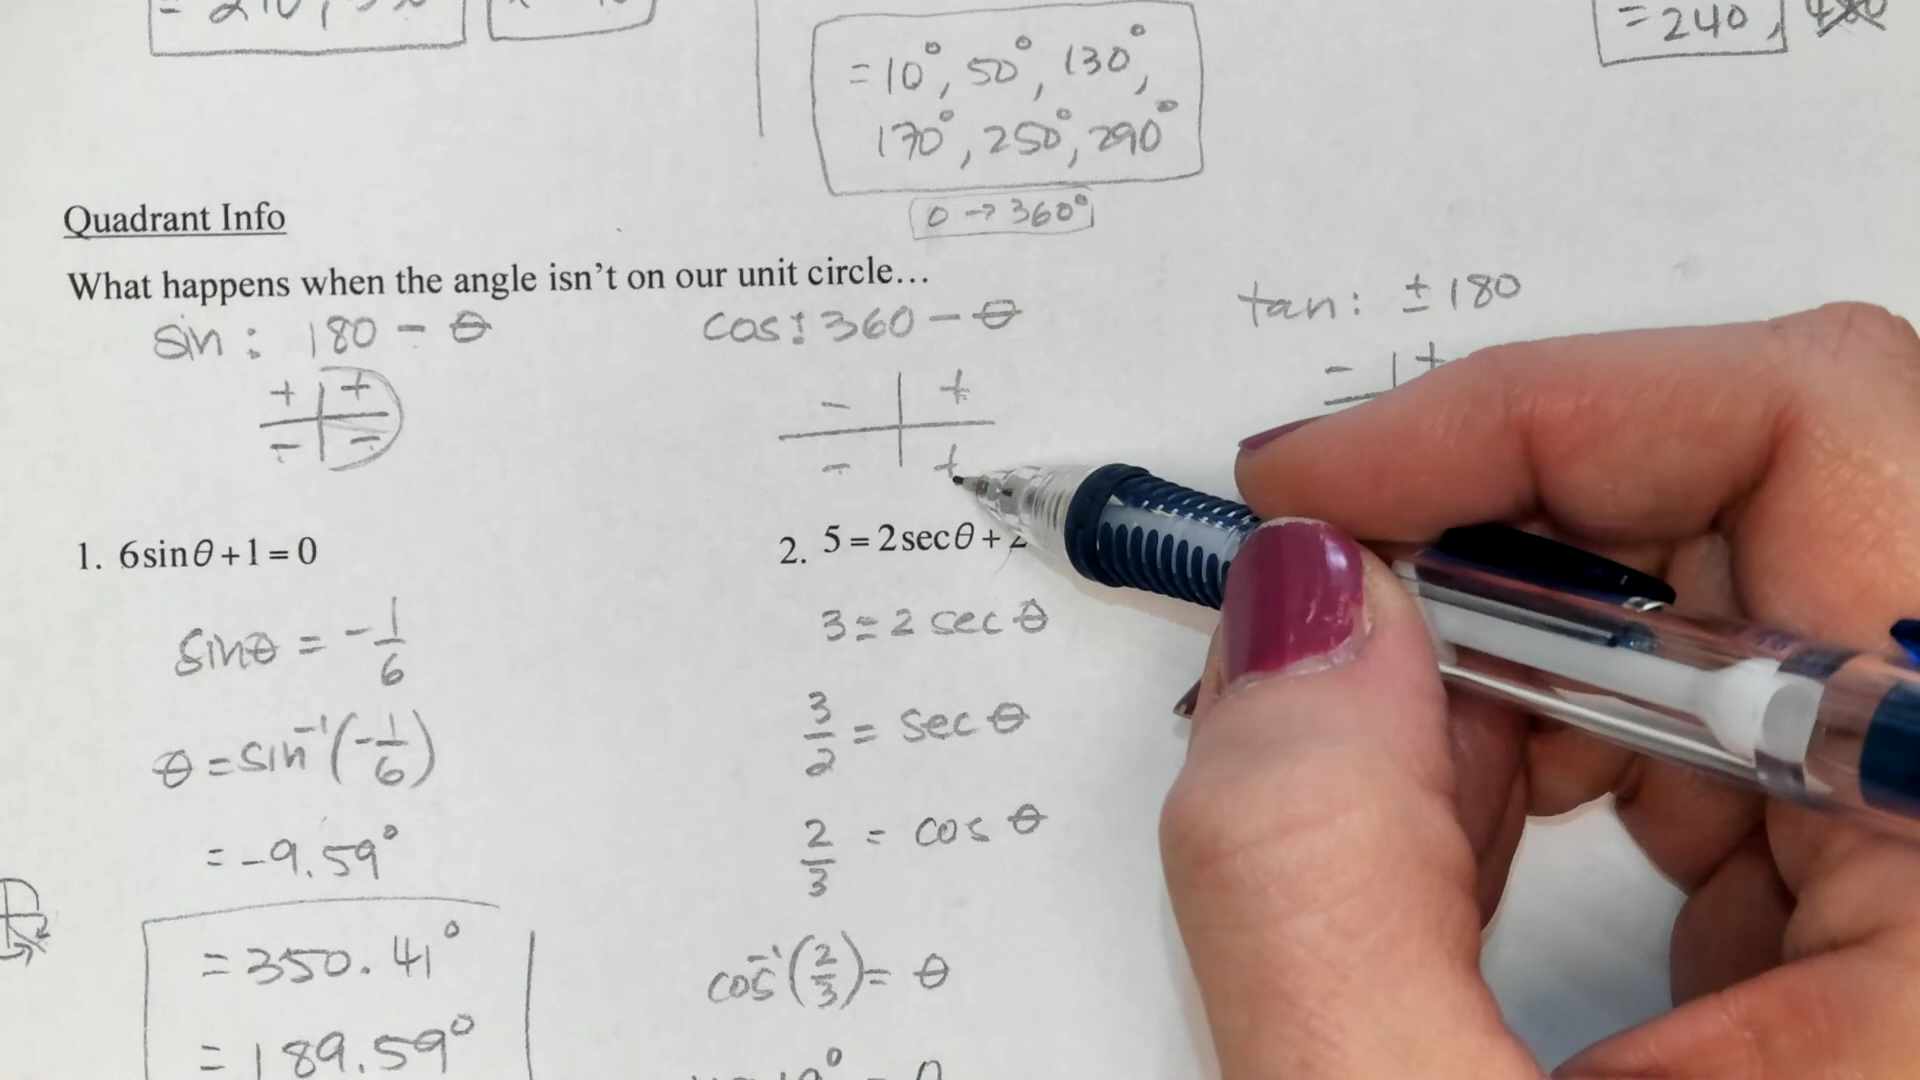 = 240,
= 10°, 50°, 130°,
170°, 250°, 290°
0 → 360°
Quadrant Info
What happens when the angle isn’t on our unit circle…
sin: 180 - θ
cos: 360 - θ
tan: ± 180
+ +
- -
- +
- +
- +
1. 6sinθ+1=0
2. 5=2secθ+2
sinθ = -1/6
3 = 2 sec θ
θ = sin⁻¹(-1/6)
3/2 = sec θ
= -9.59°
2/3 = cos θ
= 350.41°
cos⁻¹(2/3) = θ
= 189.59°